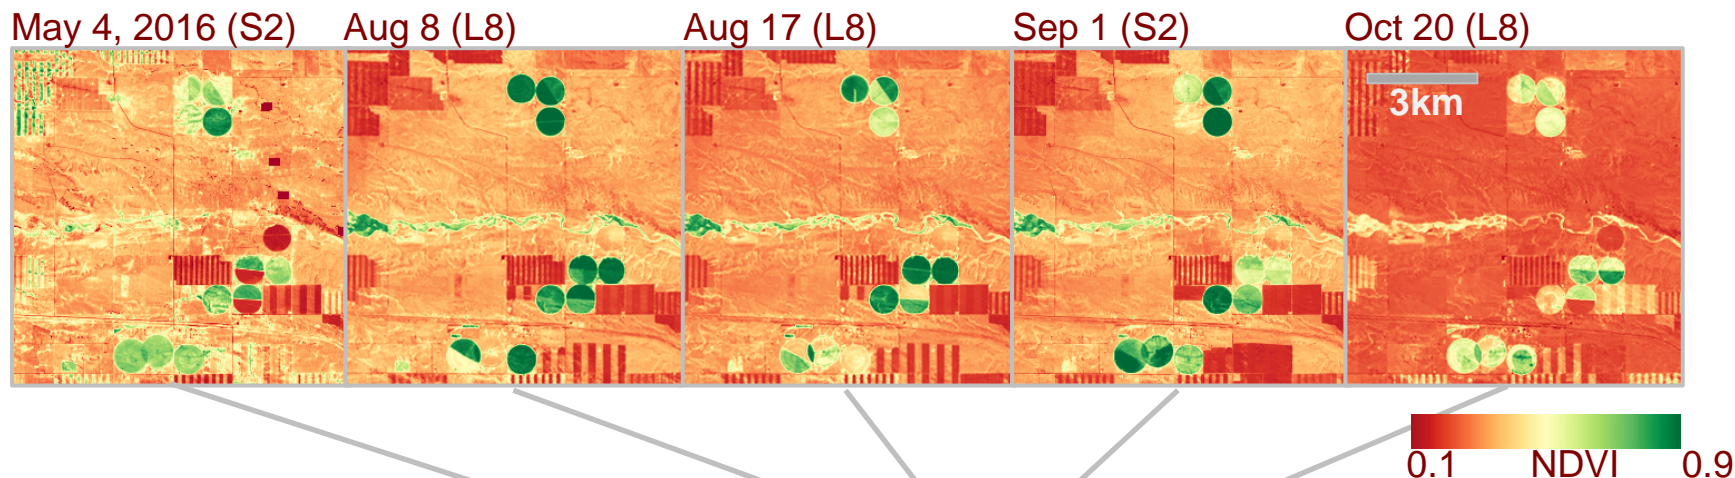 May 4, 2016 (S2)
Aug 8 (L8)
Aug 17 (L8)
Sep 1 (S2)
Oct 20 (L8)
3km
0.1 NDVI 0.9